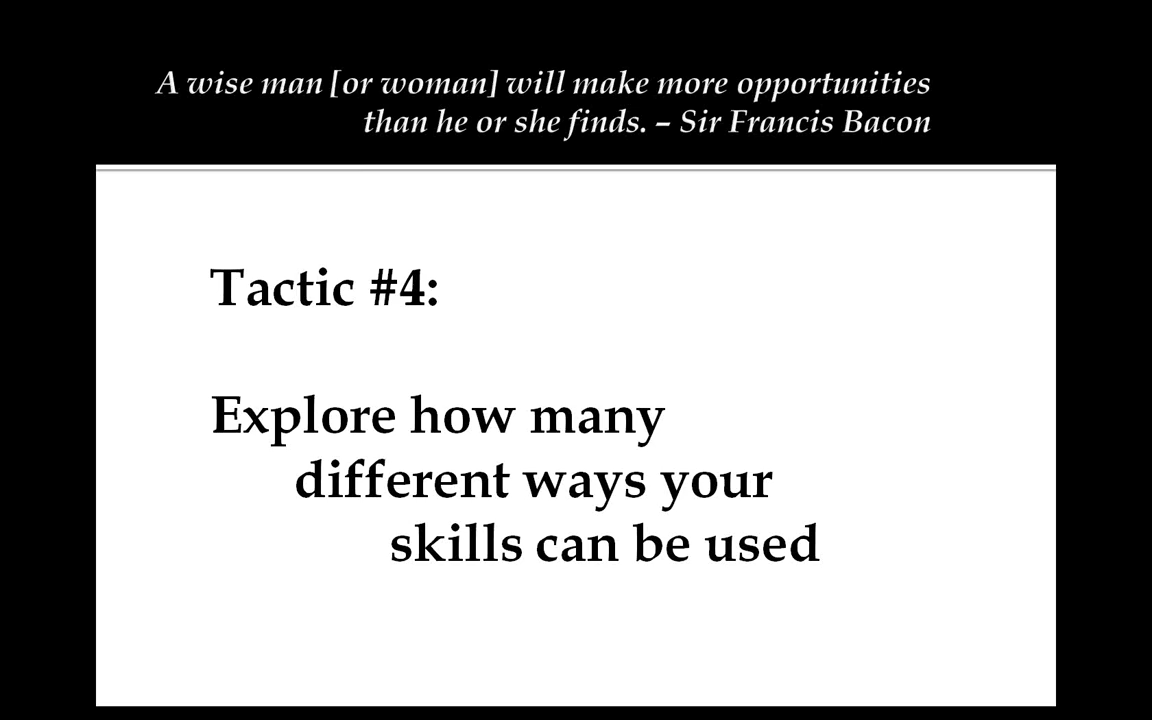 A wise man [or woman] will make more opportunities
than he or she finds. – Sir Francis Bacon
Tactic #4:
Explore how many
different ways your
skills can be used